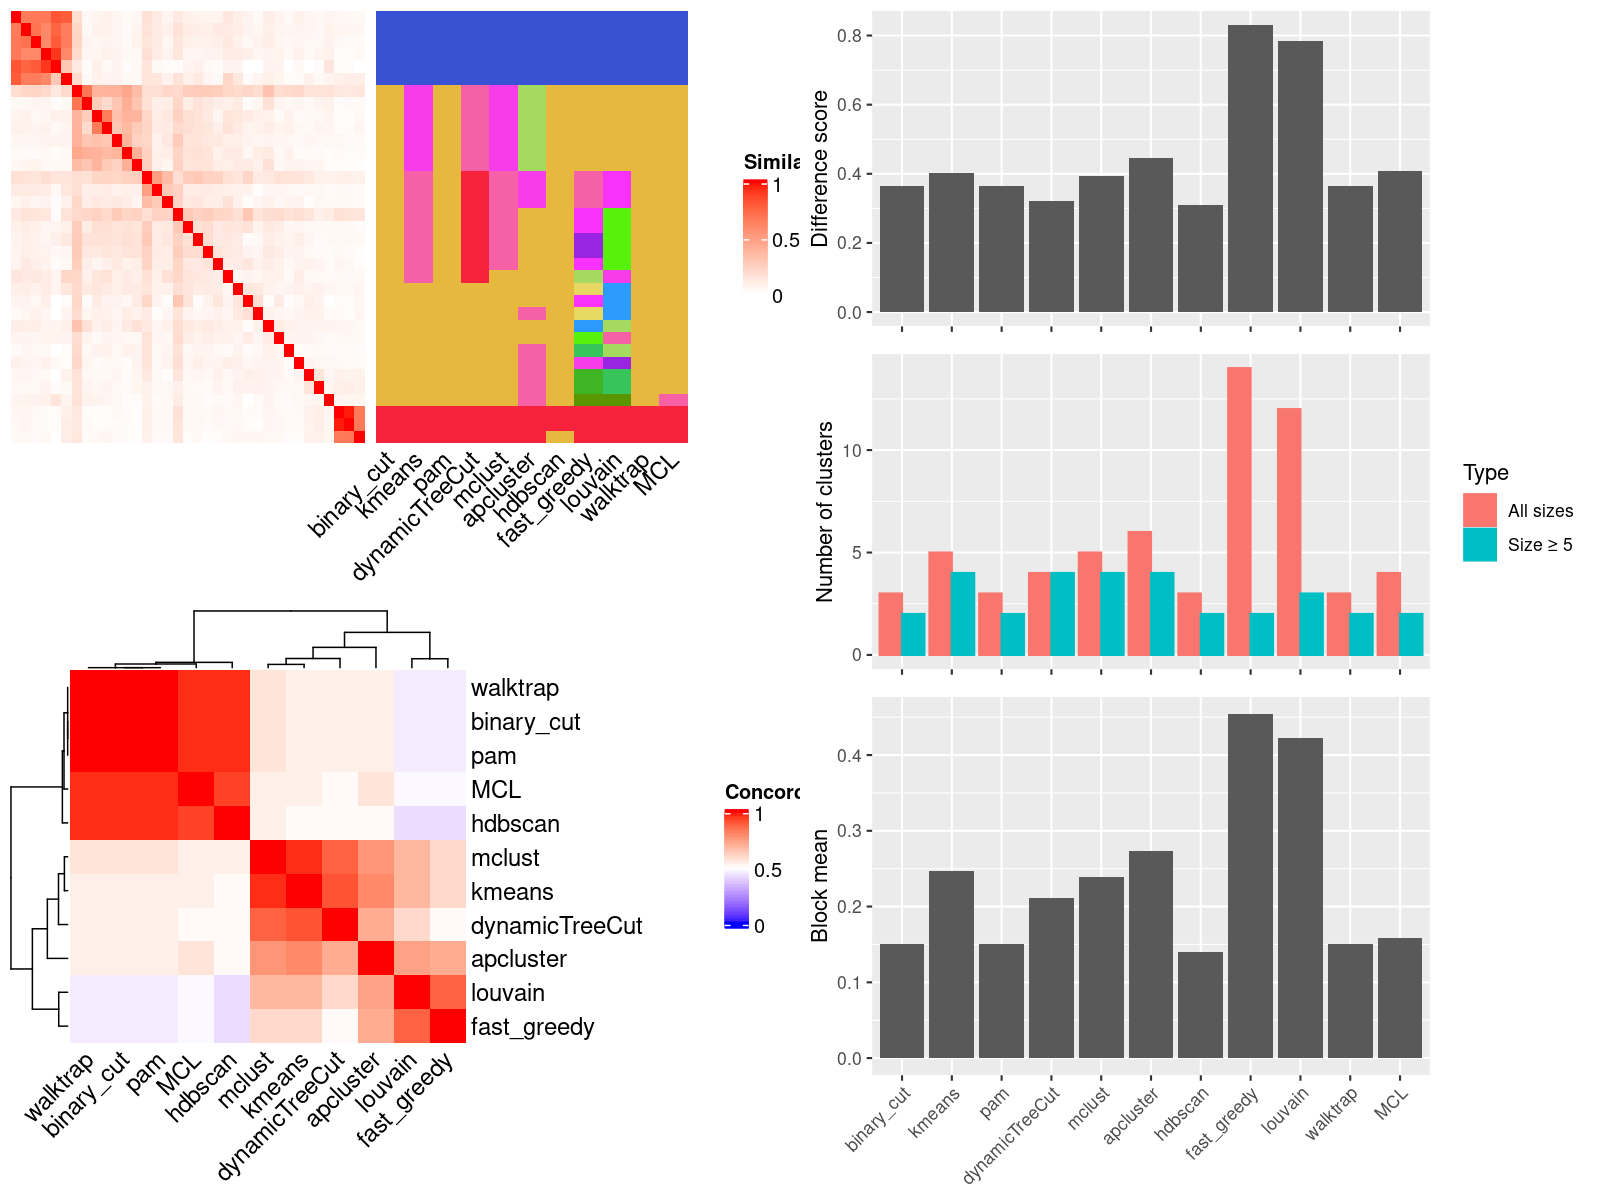 Simila
1
0.5
0
binary_cut
kmeans
pam
dynamicTreeCut
mclust
apcluster
hdbscan
fast_greedy
louvain
walktrap
MCL
walktrap
binary_cut
pam
MCL
hdbscan
mclust
kmeans
dynamicTreeCut
apcluster
louvain
fast_greedy
Concord
1
0.5
0
walktrap
binary_cut
pam
MCL
hdbscan
mclust
kmeans
dynamicTreeCut
apcluster
louvain
fast_greedy
Difference score
0.8
0.6
0.4
0.2
0.0
Number of clusters
10
5
0
Type
All sizes
Size ≥ 5
Block mean
0.4
0.3
0.2
0.1
0.0
binary_cut
kmeans
pam
dynamicTreeCut
mclust
apcluster
hdbscan
fast_greedy
louvain
walktrap
MCL